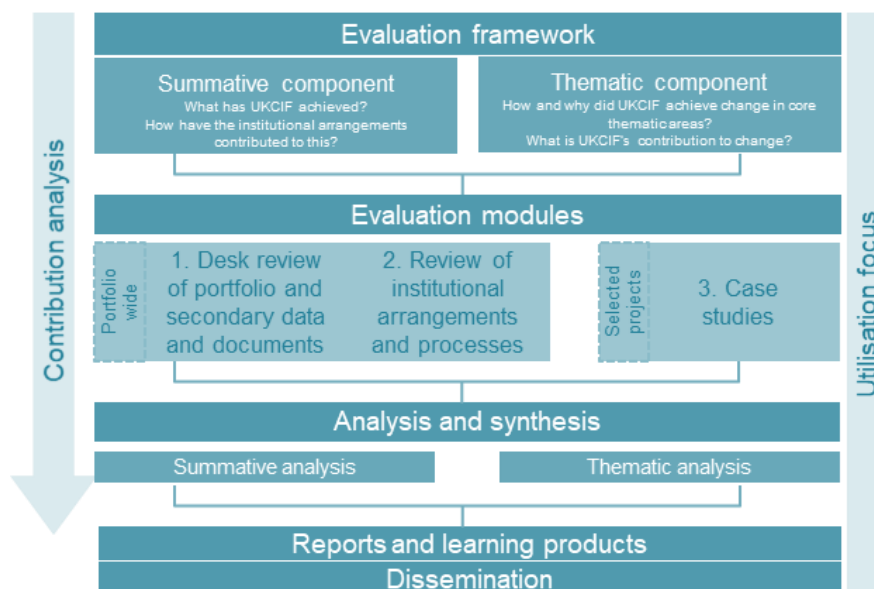 Contribution analysis
Evaluation framework
Summative component
What has UKCIF achieved?
How have the institutional arrangements
contributed to this?
Thematic component
How and why did UKCIF achieve change in core
thematic areas?
What is UKCIF's contribution to change?
Evaluation modules
Portfolio
wide
1. Desk review
of portfolio and
secondary data
and documents
2. Review of
institutional
arrangements
and processes
Selected
projects
3. Case
studies
Analysis and synthesis
Summative analysis
Thematic analysis
Reports and learning products
Dissemination
Utilisation focus